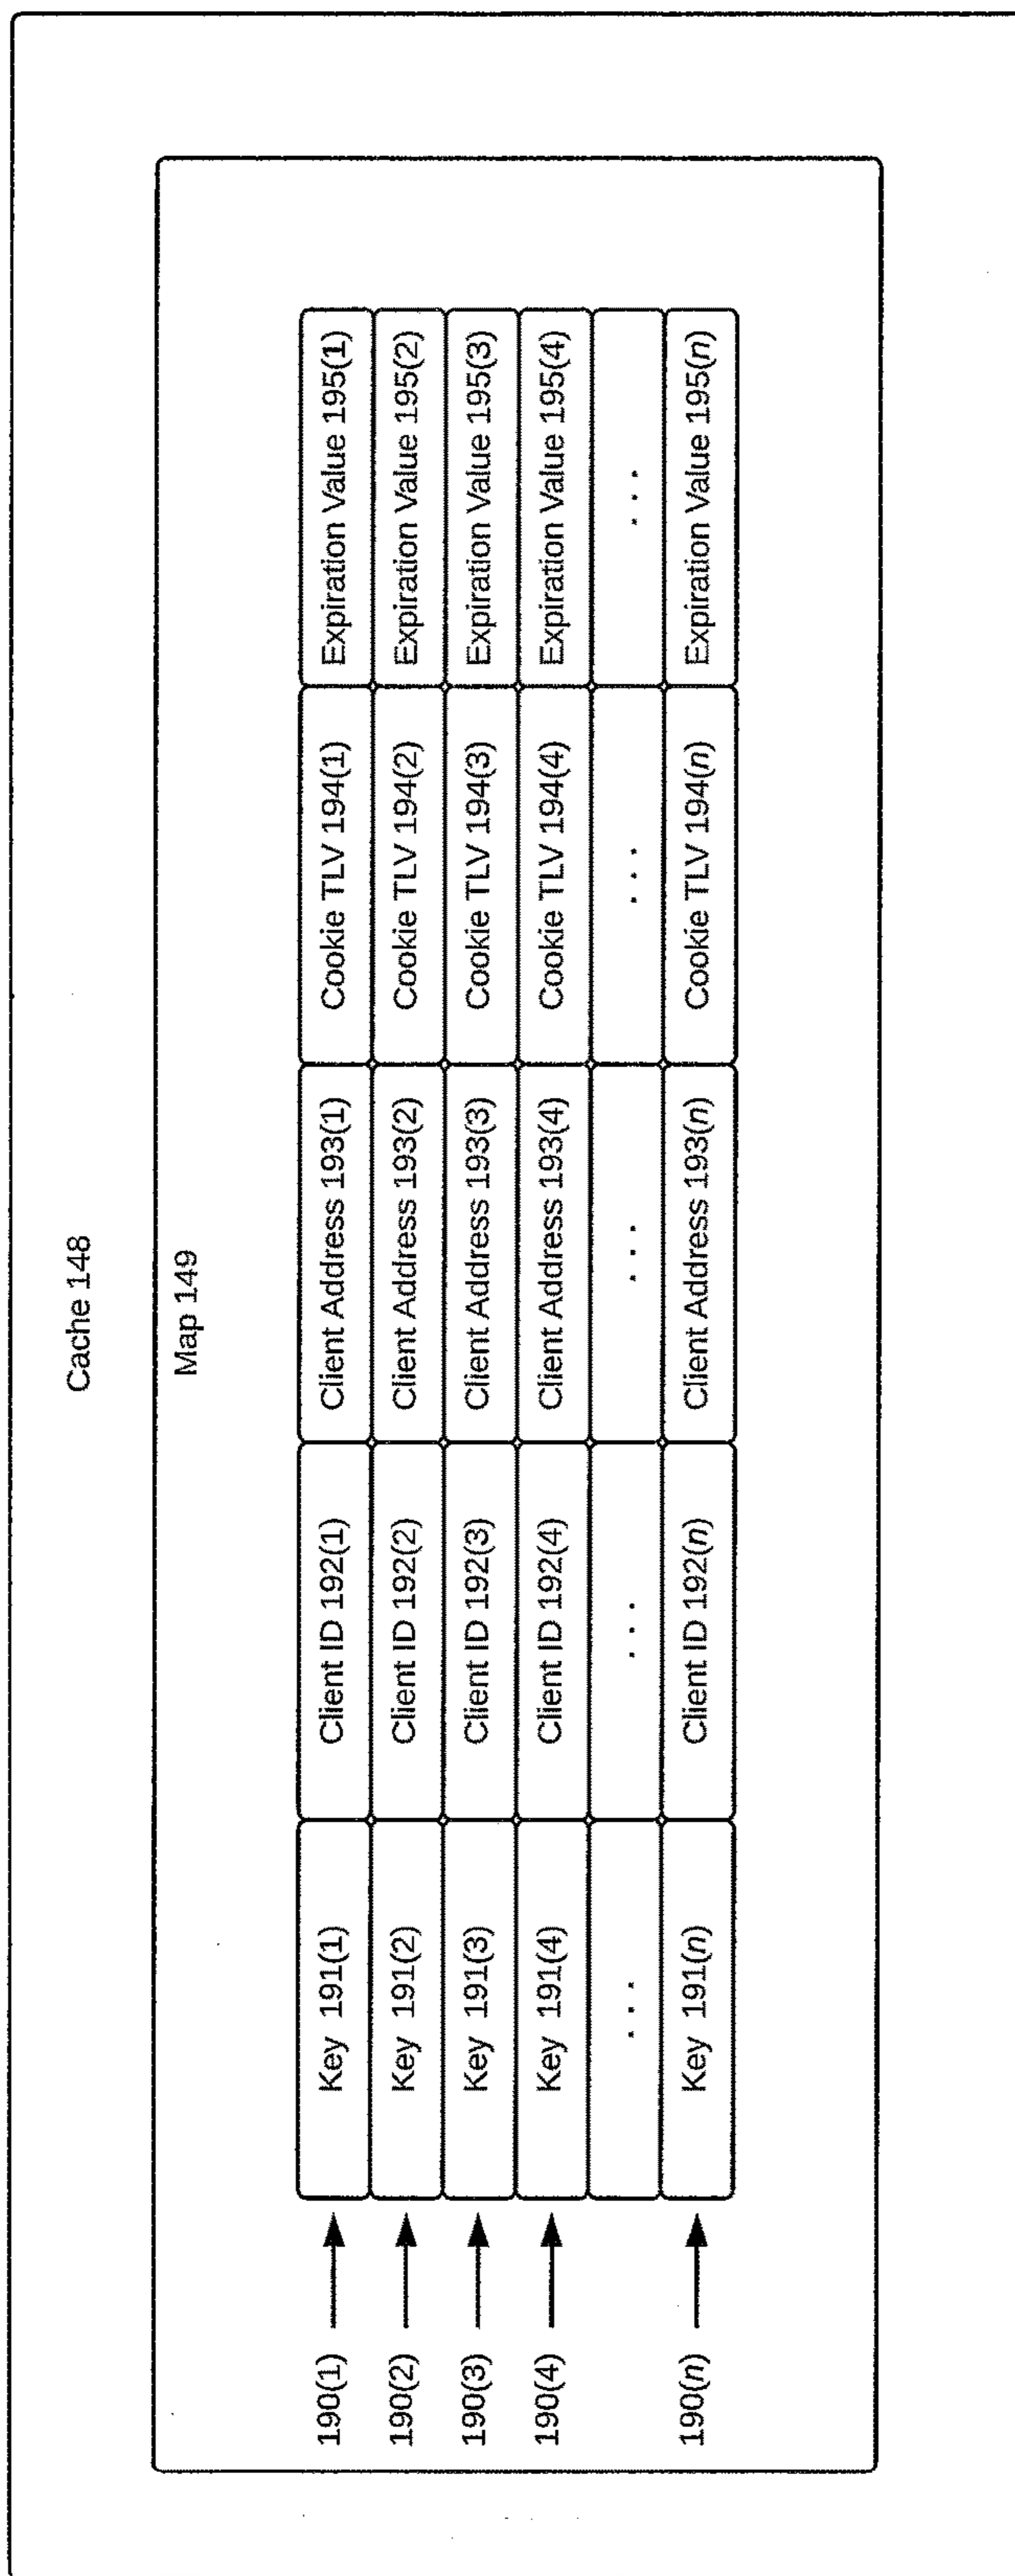 Cache 148
Map 149
190(1) Key 191(1) Client ID 192(1) Client Address 193(1) Cookie TLV 194(1) Expiration Value 195(1)
190(2) Key 191(2) Client ID 192(2) Client Address 193(2) Cookie TLV 194(2) Expiration Value 195(2)
190(3) Key 191(3) Client ID 192(3) Client Address 193(3) Cookie TLV 194(3) Expiration Value 195(3)
190(4) Key 191(4) Client ID 192(4) Client Address 193(4) Cookie TLV 194(4) Expiration Value 195(4)
... ... ... ... ...
190(n) Key 191(n) Client ID 192(n) Client Address 193(n) Cookie TLV 194(n) Expiration Value 195(n)